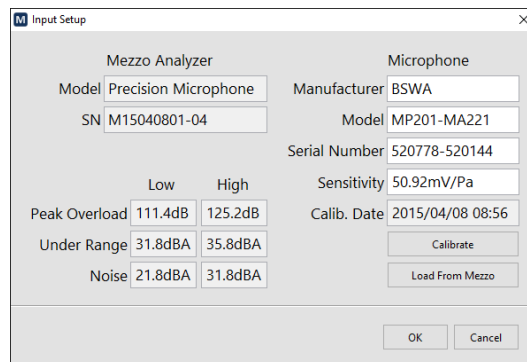 M Input Setup
Mezzo Analyzer
Model Precision Microphone
SN M15040801-04
Low High
Peak Overload 111.4dB 125.2dB
Under Range 31.8dBA 35.8dBA
Noise 21.8dBA 31.8dBA
Microphone
Manufacturer BSWA
Model MP201-MA221
Serial Number 520778-520144
Sensitivity 50.92mV/Pa
Calib. Date 2015/04/08 08:56
Calibrate
Load From Mezzo
OK Cancel